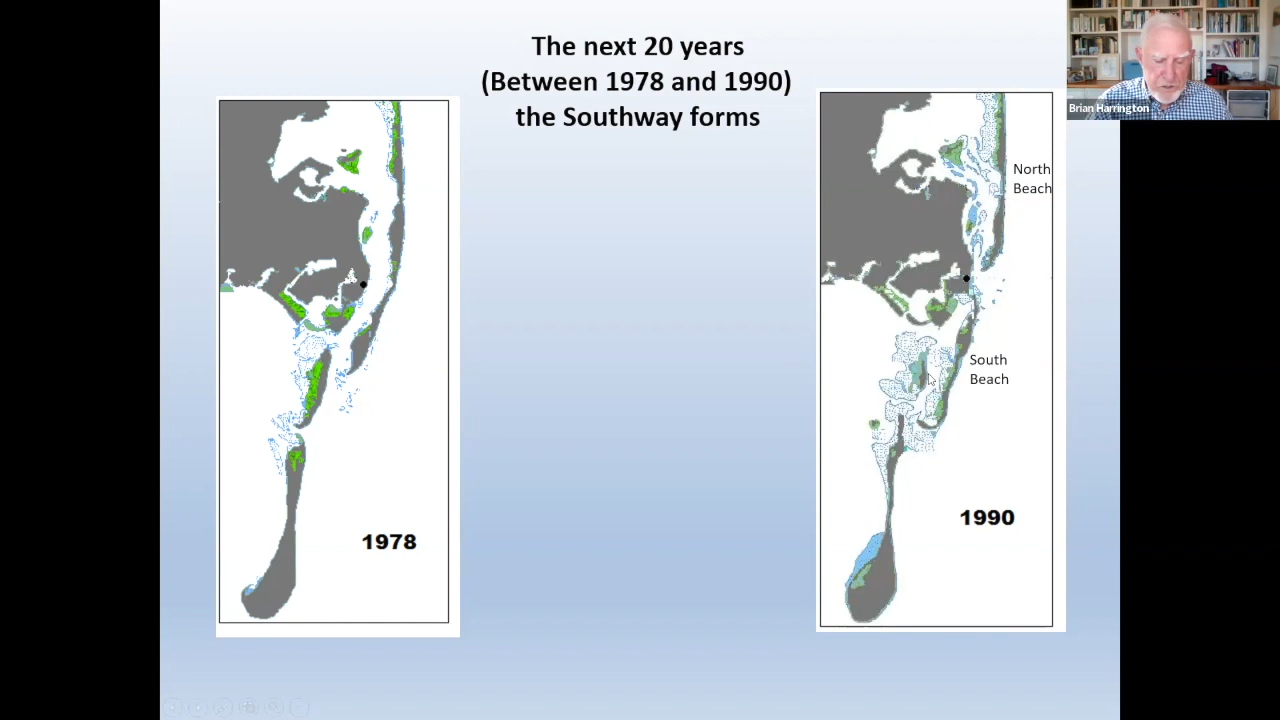 The next 20 years
(Between 1978 and 1990)
the Southway forms
Brian Harrington
North
Beach
South
Beach
1978
1990